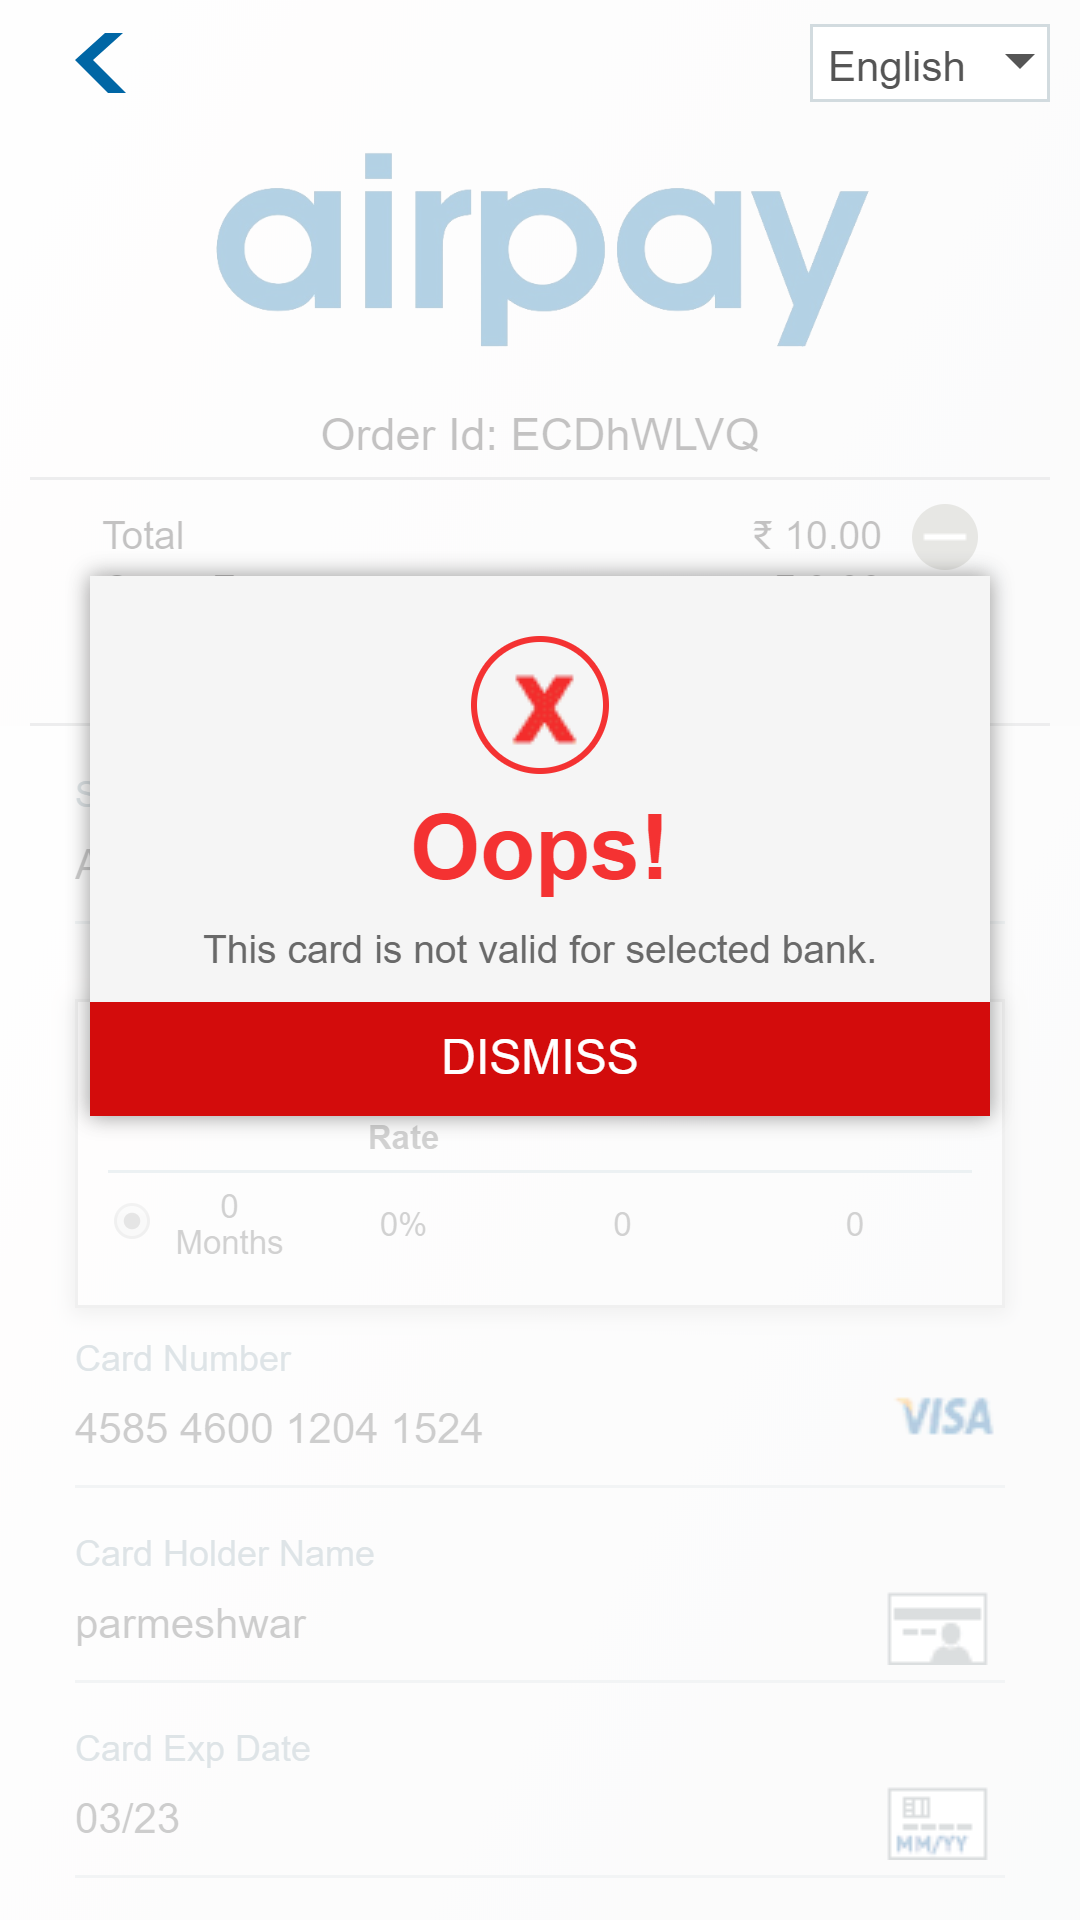 English
airpay
Order Id: ECDhWLVQ
Total ₹ 10.00
X
Oops!
This card is not valid for selected bank.
DISMISS
Rate
0 Months 0% 0 0
Card Number
4585 4600 1204 1524 VISA
Card Holder Name
parmeshwar
Card Exp Date
03/23
MM/YY